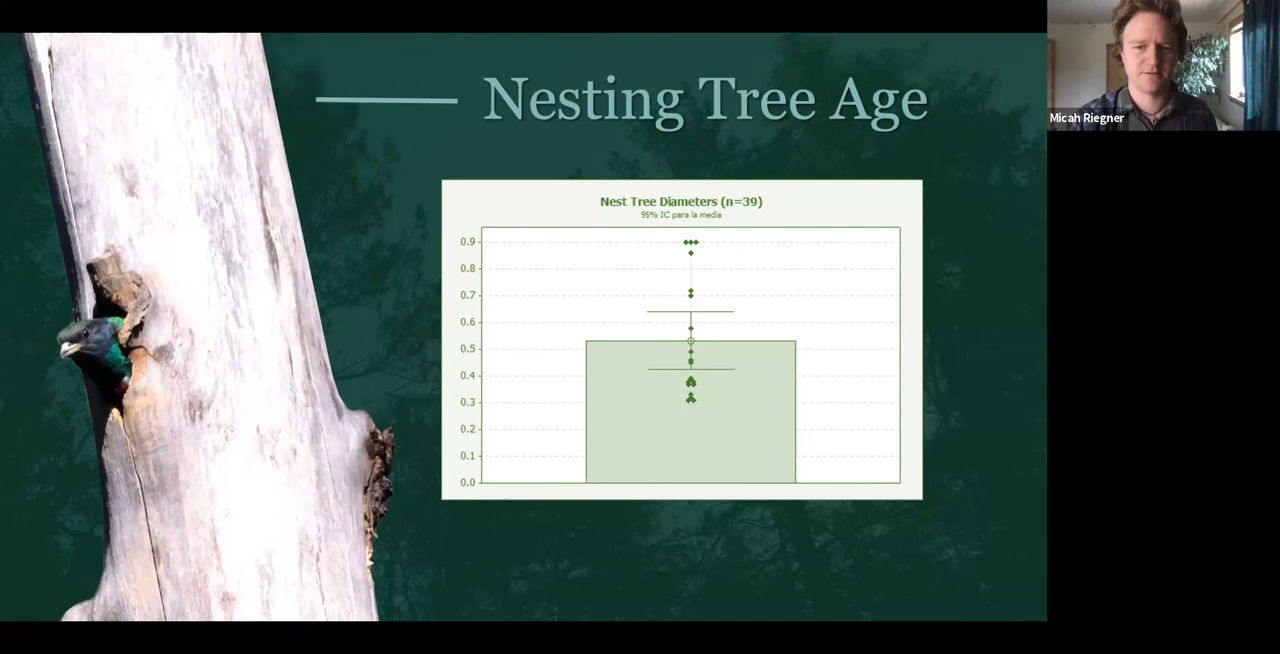 Nesting Tree Age
Micah Riegner
Nest Tree Diameters (n=39)
95% IC para la media
0.9
0.8
0.7
0.6
0.5
0.4
0.3
0.2
0.1
0.0